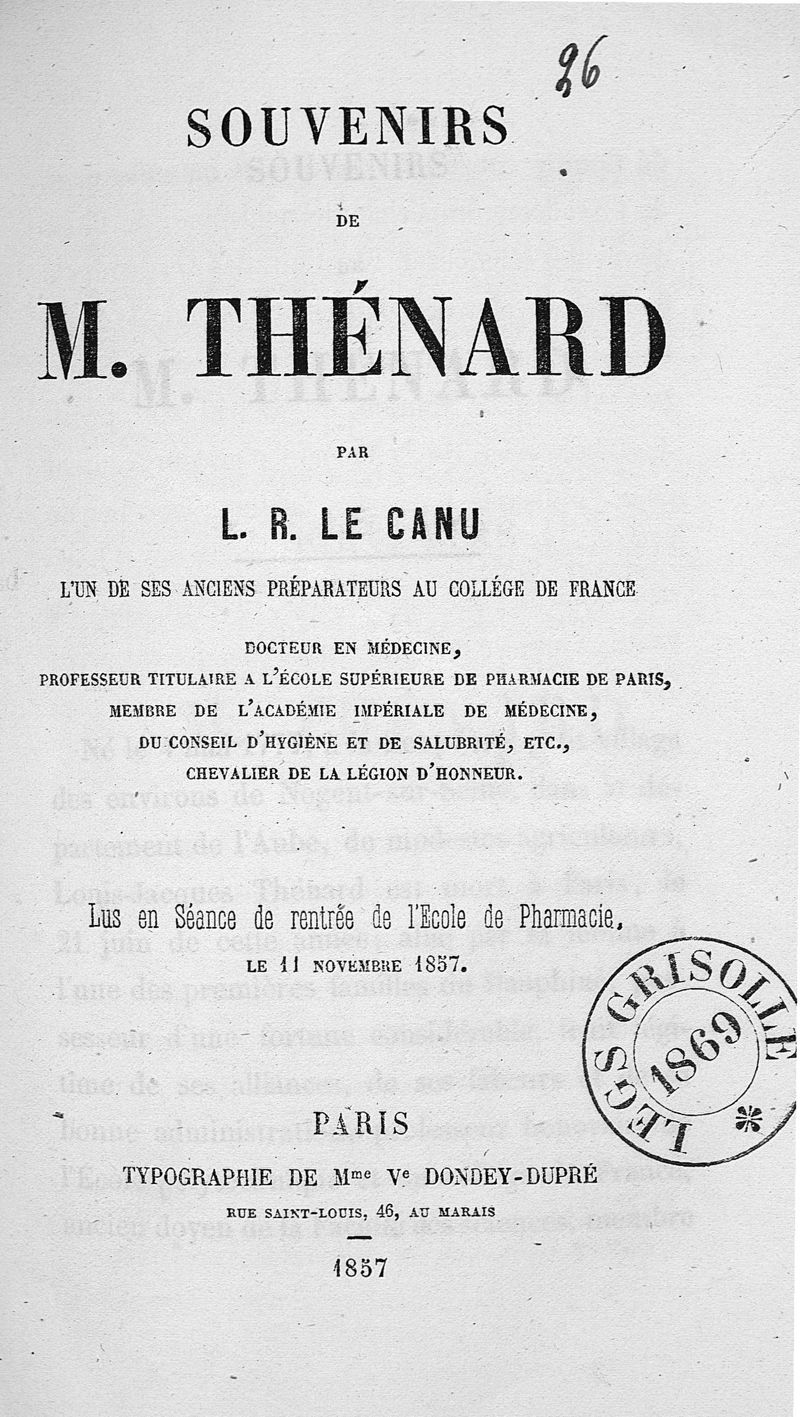 26
SOUVENIRS
DE
M. THÉNARD
PAR
L. R. LE CANU
L'UN DE SES ANCIENS PRÉPARATEURS AU COLLÉGE DE FRANCE
DOCTEUR EN MÉDECINE,
PROFESSEUR TITULAIRE A L'ÉCOLE SUPÉRIEURE DE PHARMACIE DE PARIS,
MEMBRE DE L'ACADÉMIE IMPÉRIALE DE MÉDECINE,
DU CONSEIL D'HYGIÈNE ET DE SALUBRITÉ, ETC.,
CHEVALIER DE LA LÉGION D'HONNEUR.
Lus en Séance de rentrée de l'Ecole de Pharmacie,
LE 11 NOVEMBRE 1857.
LEGS GRISOLLE
1869
PARIS
TYPOGRAPHIE DE Mme Ve DONDEY-DUPRÉ
RUE SAINT-LOUIS, 46, AU MARAIS
1857